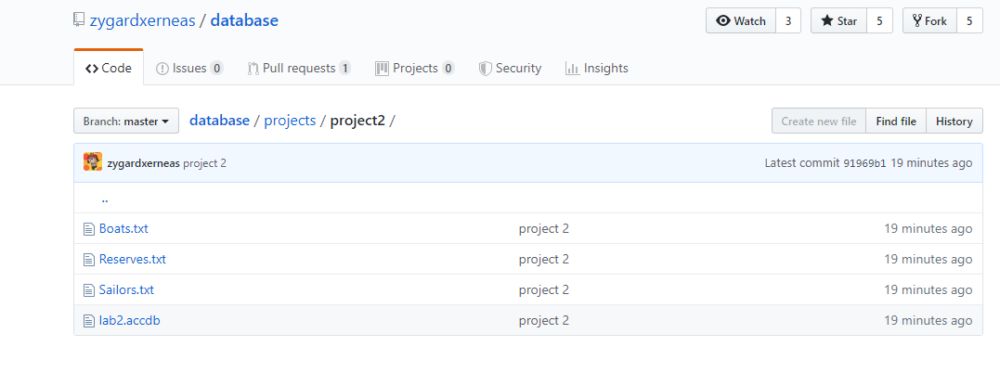 zygardxerneas / database Watch 3 Star 5 Fork 5
Code Issues 0 Pull requests 1 Projects 0 Security Insights
Branch: master database / projects / project2 / Create new file Find file History
zygardxerneas project 2 Latest commit 91969b1 19 minutes ago
..
Boats.txt project 2 19 minutes ago
Reserves.txt project 2 19 minutes ago
Sailors.txt project 2 19 minutes ago
lab2.accdb project 2 19 minutes ago